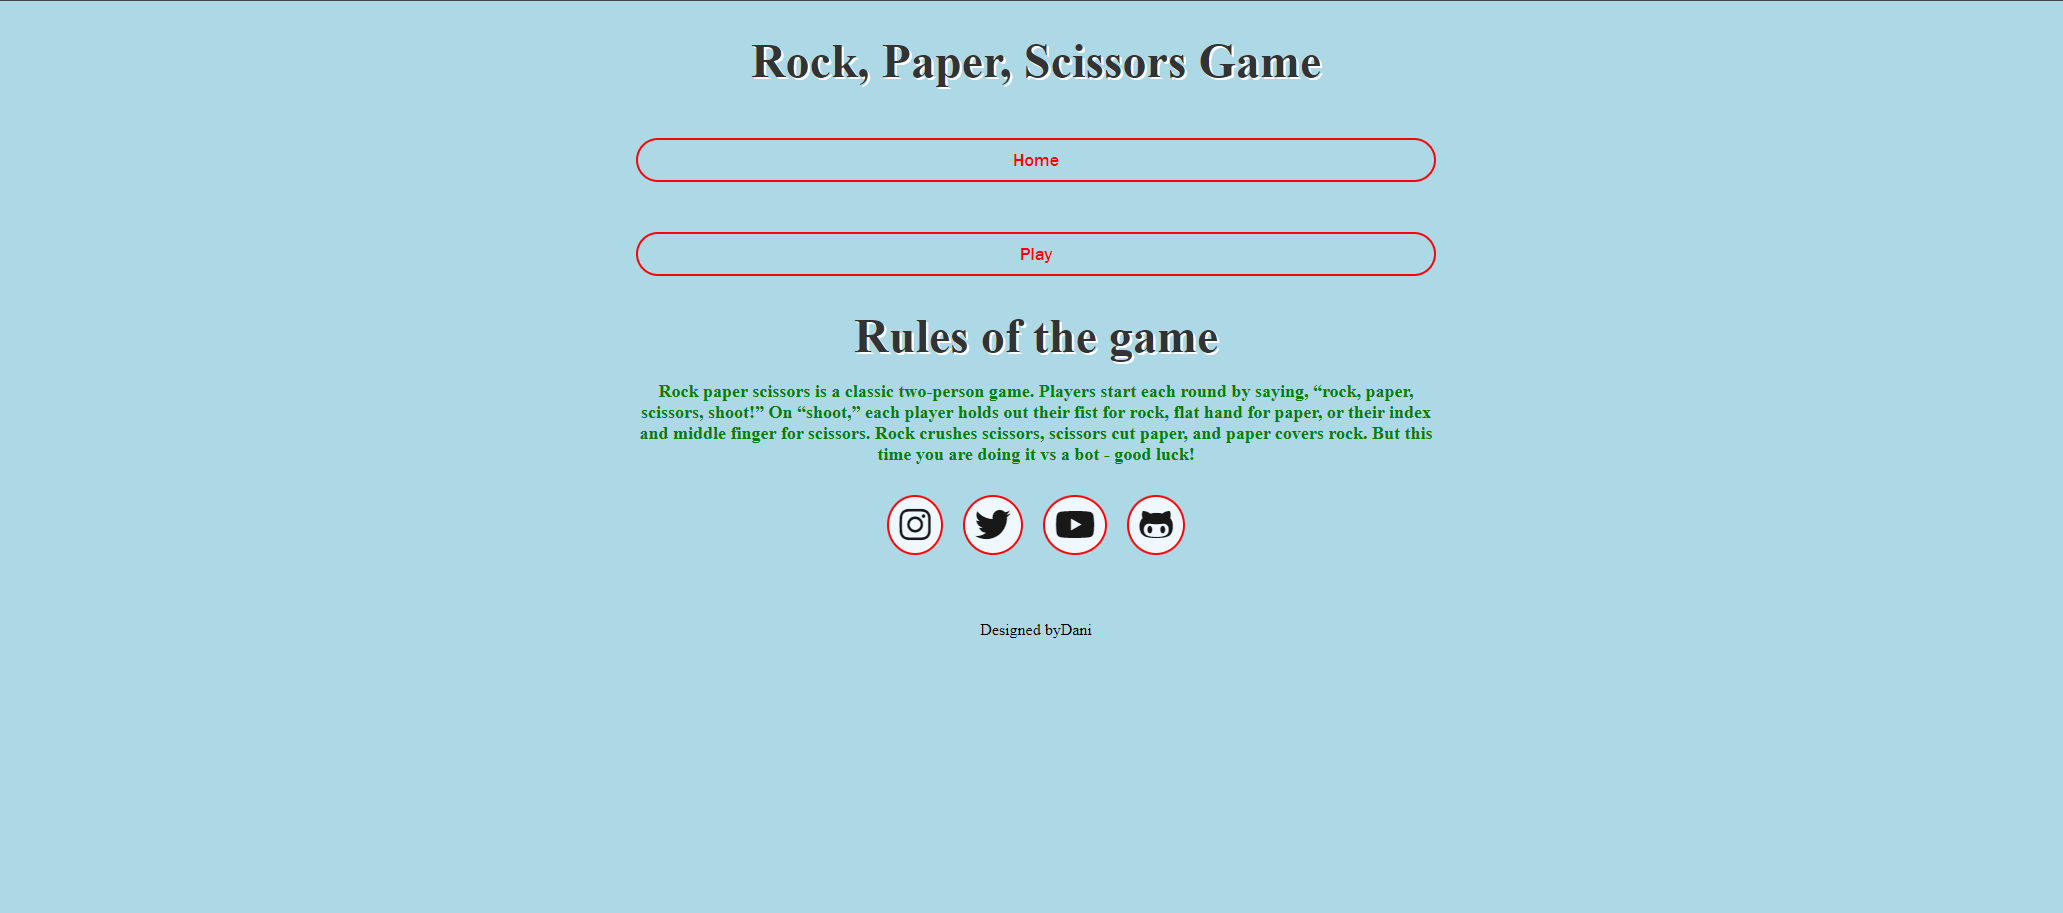 Rock, Paper, Scissors Game
Home
Play
Rules of the game
Rock paper scissors is a classic two-person game. Players start each round by saying, “rock, paper,
scissors, shoot!” On “shoot,” each player holds out their fist for rock, flat hand for paper, or their index
and middle finger for scissors. Rock crushes scissors, scissors cut paper, and paper covers rock. But this
time you are doing it vs a bot - good luck!
Designed byDani